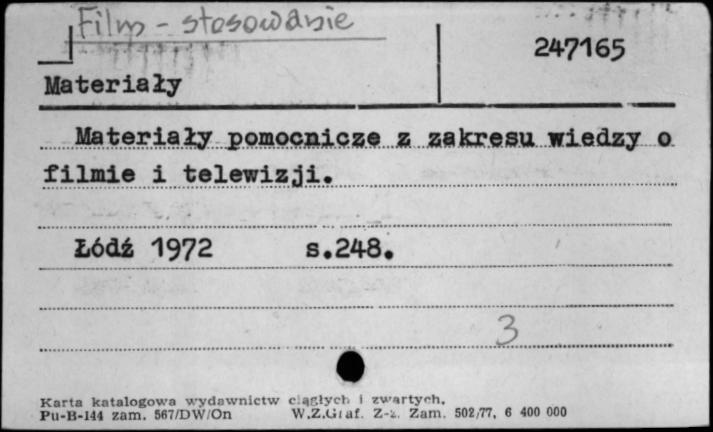 Film - stosowanie
247165
Materiały
Materiały pomocnicze z zakresu wiedzy o
filmie i telewizji.
Łódź 1972 s.248.
3
Karta katalogowa wydawnictw ciągłych i zwartych.
Pu-B-144 zam. 567/DW/On W.Z.Graf. Z-z. Zam. 502/77, 6 400 000